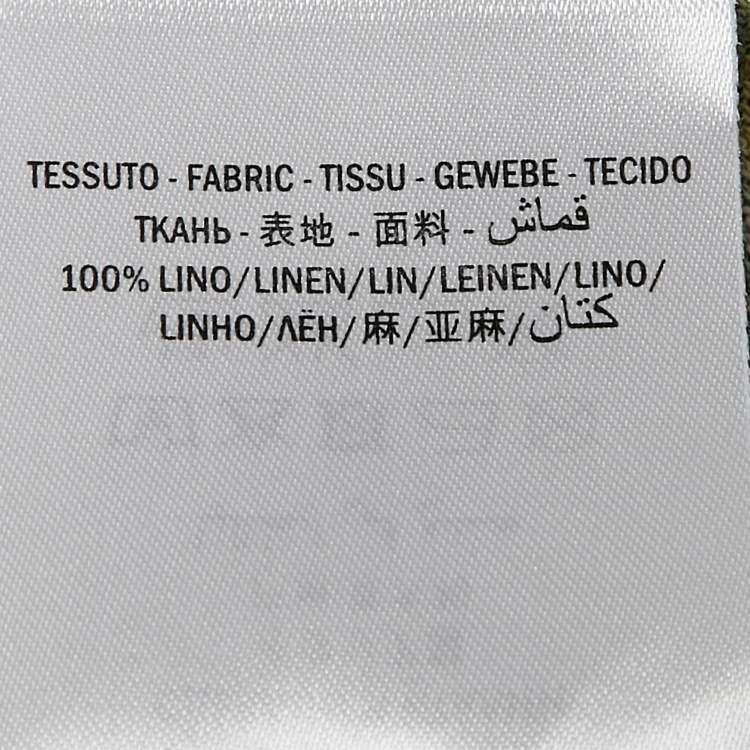 TESSUTO - FABRIC - TISSU - GEWEBE - TECIDO
ТКАНЬ - 表地 - 面料 - قماش
100% LINO/LINEN/LIN/LEINEN/LINO/
LINHO/ЛЁН/麻/亚麻/كتان